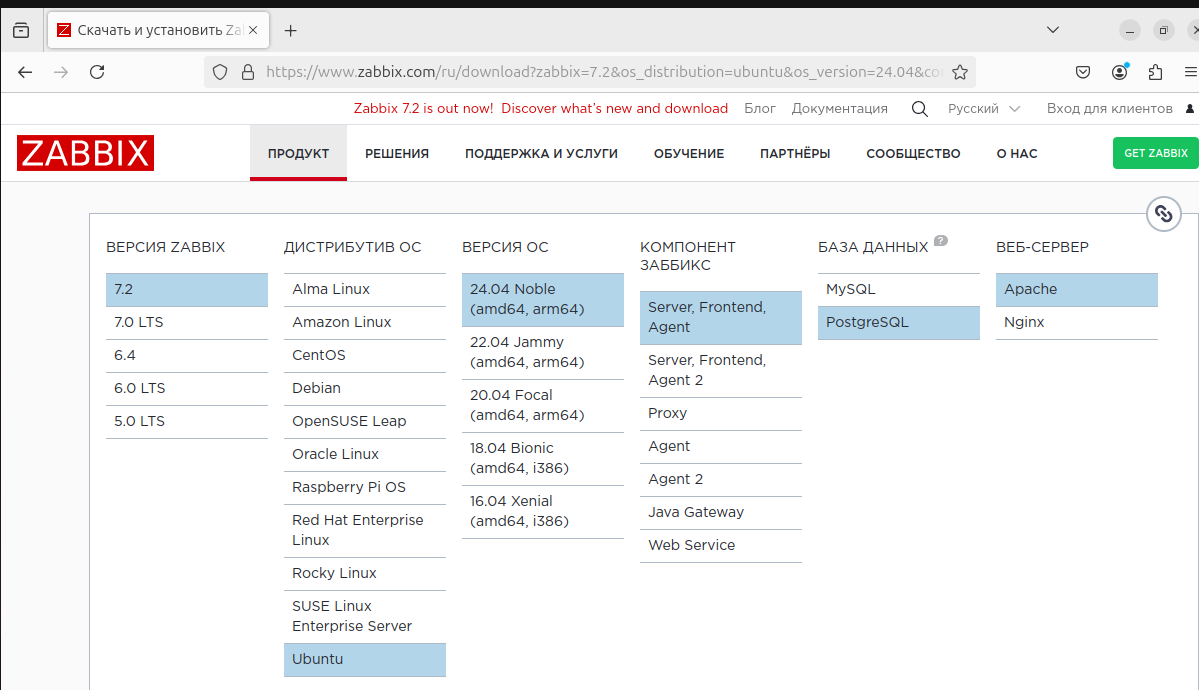 Скачать и установить Za
https://www.zabbix.com/ru/download?zabbix=7.2&os_distribution=ubuntu&os_version=24.04&co
Zabbix 7.2 is out now! Discover what's new and download
Блог
Документация
Русский
Вход для клиентов
ZABBIX
ПРОДУКТ
РЕШЕНИЯ
ПОДДЕРЖКА И УСЛУГИ
ОБУЧЕНИЕ
ПАРТНЁРЫ
СООБЩЕСТВО
О НАС
GET ZABBIX
ВЕРСИЯ ZABBIX
7.2
7.0 LTS
6.4
6.0 LTS
5.0 LTS
ДИСТРИБУТИВ ОС
Alma Linux
Amazon Linux
CentOS
Debian
OpenSUSE Leap
Oracle Linux
Raspberry Pi OS
Red Hat Enterprise
Linux
Rocky Linux
SUSE Linux
Enterprise Server
Ubuntu
ВЕРСИЯ ОС
24.04 Noble
(amd64, arm64)
22.04 Jammy
(amd64, arm64)
20.04 Focal
(amd64, arm64)
18.04 Bionic
(amd64, i386)
16.04 Xenial
(amd64, i386)
КОМПОНЕНТ
ЗАББИКС
Server, Frontend,
Agent
Server, Frontend,
Agent 2
Proxy
Agent
Agent 2
Java Gateway
Web Service
БАЗА ДАННЫХ ?
MySQL
PostgreSQL
ВЕБ-СЕРВЕР
Apache
Nginx